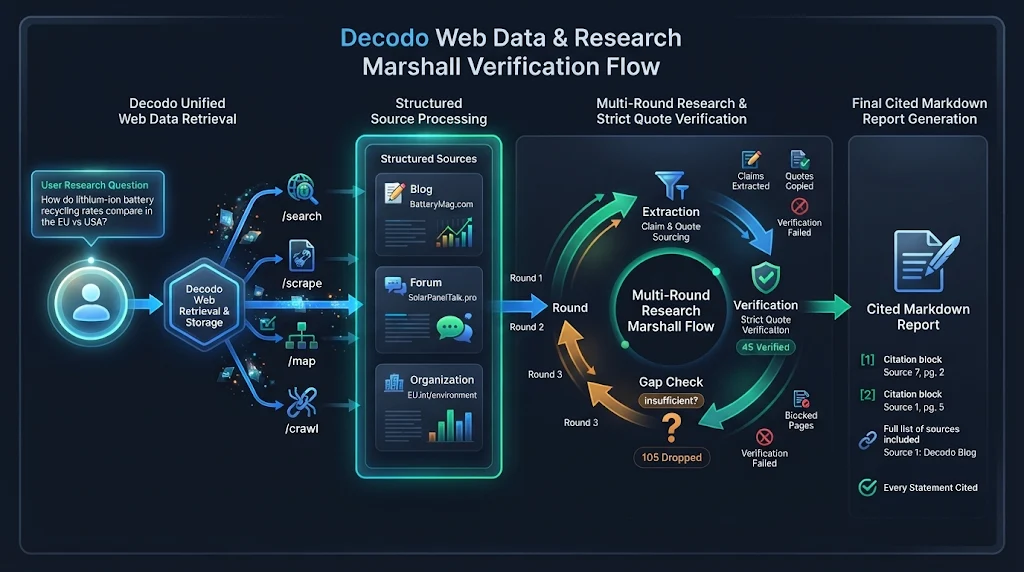 Decodo Web Data & Research
Marshall Verification Flow
Decodo Unified
Web Data Retrieval
Structured
Source Processing
Multi-Round Research &
Strict Quote Verification
Final Cited Markdown
Report Generation
User Research Question
How do lithium-ion battery
recycling rates compare in
the EU vs USA?
Decodo
Web
Retrieval
& Storage
/search
/scrape
/map
/crawl
Structured Sources
Blog
BatteryMag.com
Forum
SolarPanelTalk.pro
Organization
EU.int/environment
Round 1
Round 2
Round 3
Round 3
Round
Extraction
Claim & Quote
Sourcing
Claims
Extracted
Quotes
Gopied
Verification
Failed
Multi-Round
Research
Marshall Flow
Verification
Strict Quote
Verification
45 Verified
Gap Check
insufficient?
?
105 Dropped
Blocked
Pages
Verification
Failed
Cited Markdown
Report
[1] Citation block
Source 7, pg. 2
[2] Citation block
Source 1, pg. 5
Full list of sources
included
Source 1: Decodo Blog
Every Statement Cited